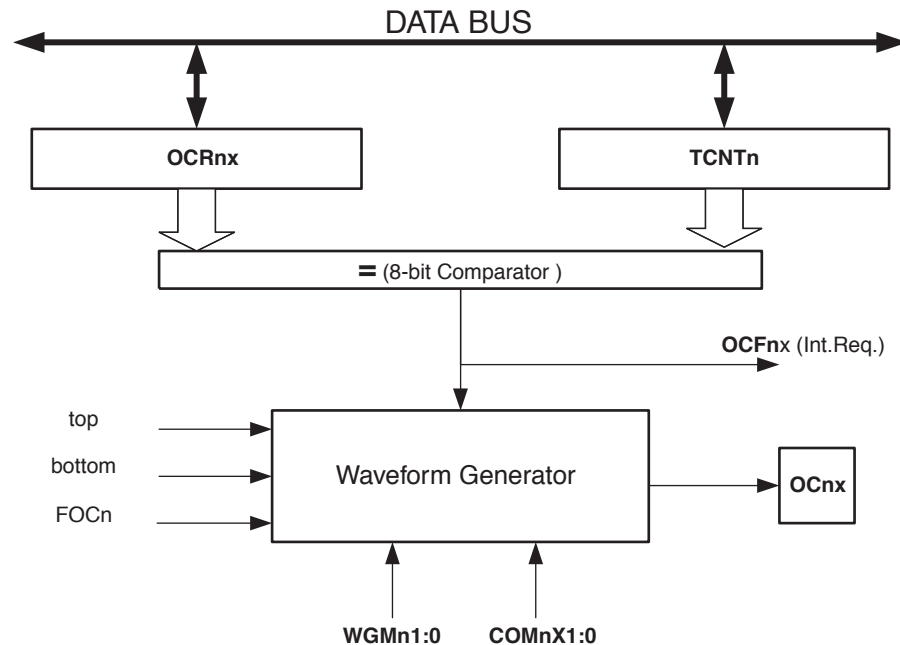 DATA BUS
OCRnx
TCNTn
= (8-bit Comparator )
OCFnx (Int.Req.)
top
bottom
FOCn
Waveform Generator
OCnx
WGMn1:0
COMnX1:0